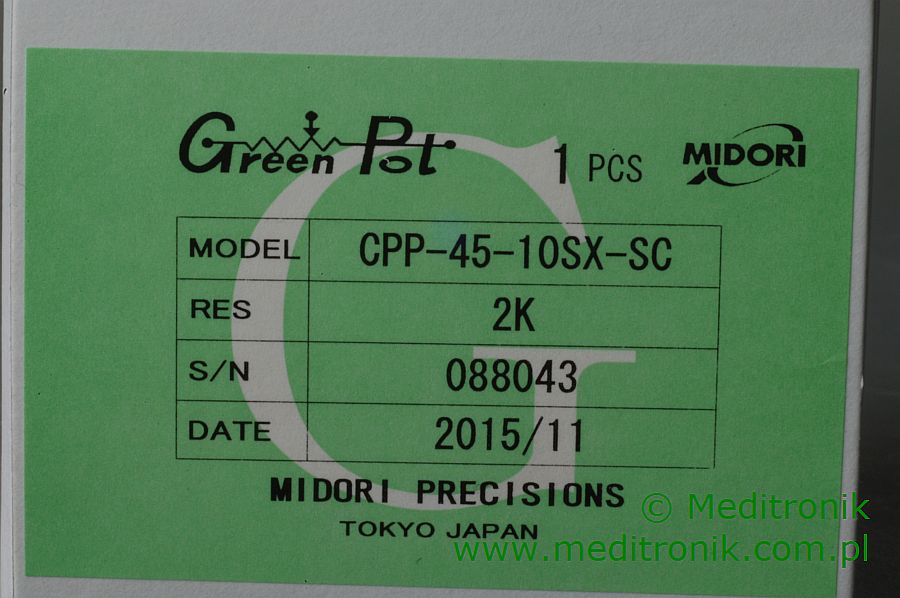 Green Pot 1 PCS MIDORI
MODEL CPP-45-10SX-SC
RES 2K
S/N 088043
DATE 2015/11
MIDORI PRECISIONS
TOKYO JAPAN
© Meditronik
www.meditronik.com.pl